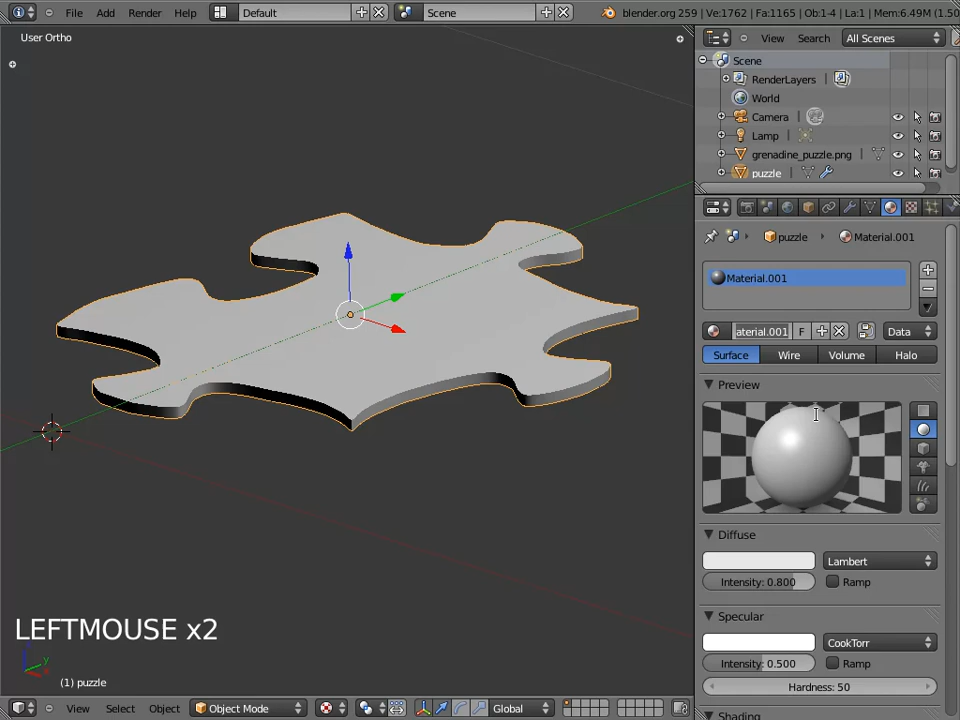 File Add Render Help Default Scene blender.org 259 | Ve:1762 | Fa:1165 | Ob:1-4 | La:1 | Mem:6.49M (1.50
User Ortho
View Search All Scenes
Scene
RenderLayers
World
Camera
Lamp
grenadine_puzzle.png
puzzle
puzzle Material.001
Material.001
aterial.001 F Data
Surface Wire Volume Halo
Preview
Diffuse
Lambert
Intensity: 0.800 Ramp
Specular
CookTorr
Intensity: 0.500 Ramp
Hardness: 50
Shading
LEFTMOUSE x2
(1) puzzle
View Select Object Object Mode Global